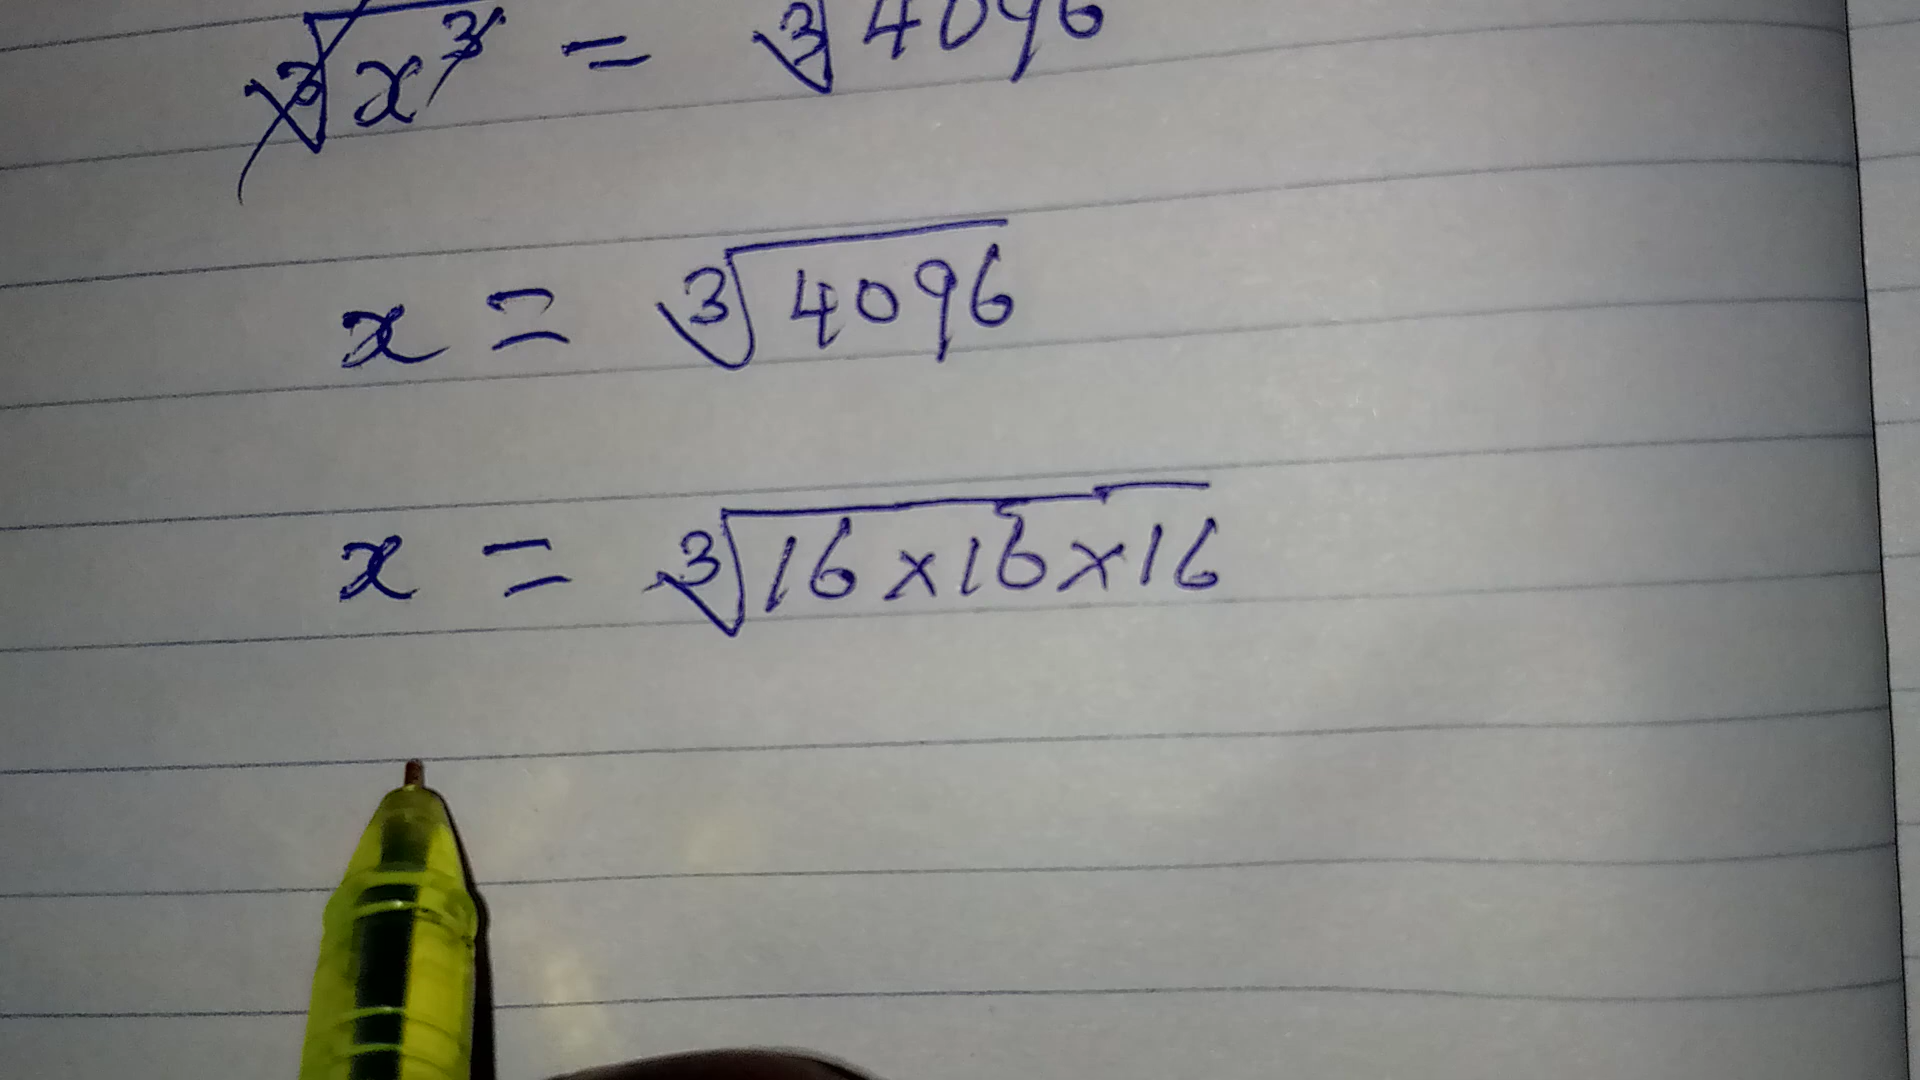 ∛x³ = ∛4096
x = ∛4096
x = ∛16×16×16